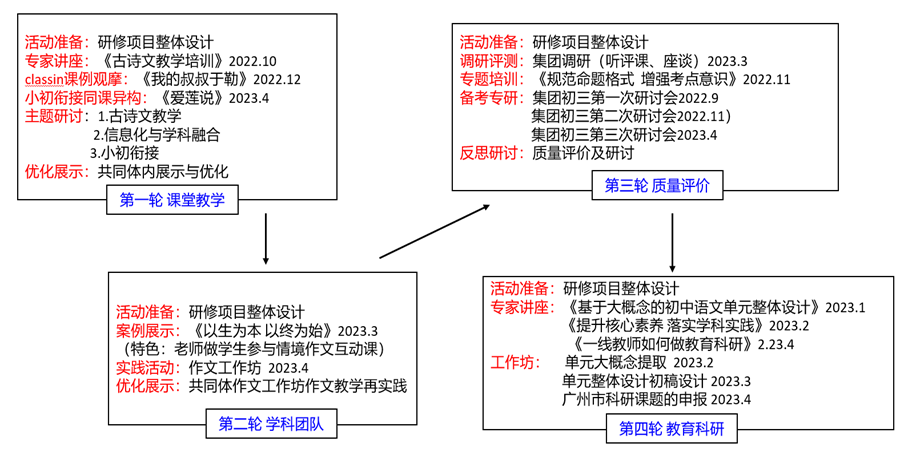 活动准备：研修项目整体设计
专家讲座：《古诗文教学培训》2022.10
classin课例观摩：《我的叔叔于勒》2022.12
小初衔接同课异构：《爱莲说》2023.4
主题研讨：1.古诗文教学
2.信息化与学科融合
3.小初衔接
优化展示：共同体内展示与优化
第一轮 课堂教学
活动准备：研修项目整体设计
案例展示：《以生为本 以终为始》2023.3
（特色：老师做学生参与情境作文互动课）
实践活动：作文工作坊 2023.4
优化展示：共同体作文工作坊作文教学再实践
第二轮 学科团队
活动准备：研修项目整体设计
调研评测：集团调研（听评课、座谈）2023.3
专题培训：《规范命题格式 增强考点意识》2022.11
备考专研：集团初三第一次研讨会2022.9
集团初三第二次研讨会2022.11)
集团初三第三次研讨会2023.4
反思研讨：质量评价及研讨
第三轮 质量评价
活动准备：研修项目整体设计
专家讲座：《基于大概念的初中语文单元整体设计》2023.1
《提升核心素养 落实学科实践》2023.2
《一线教师如何做教育科研》2.23.4
工作坊： 单元大概念提取 2023.2
单元整体设计初稿设计 2023.3
广州市科研课题的申报 2023.4
第四轮 教育科研